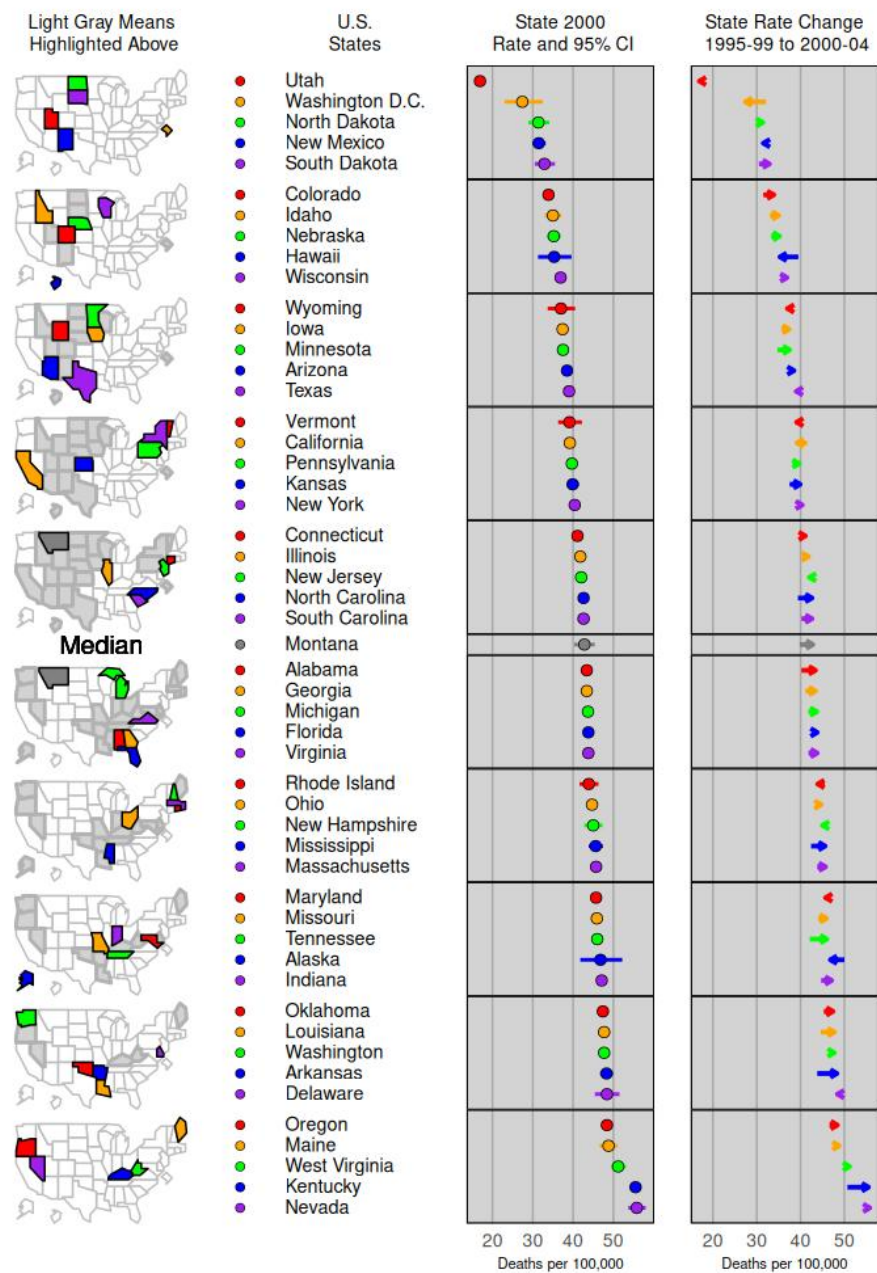 Light Gray Means
Highlighted Above
U.S.
States
State 2000
Rate and 95% CI
State Rate Change
1995-99 to 2000-04
Utah
Washington D.C.
North Dakota
New Mexico
South Dakota
Colorado
Idaho
Nebraska
Hawaii
Wisconsin
Wyoming
Iowa
Minnesota
Arizona
Texas
Vermont
California
Pennsylvania
Kansas
New York
Connecticut
Illinois
New Jersey
North Carolina
South Carolina
Median
Montana
Alabama
Georgia
Michigan
Florida
Virginia
Rhode Island
Ohio
New Hampshire
Mississippi
Massachusetts
Maryland
Missouri
Tennessee
Alaska
Indiana
Oklahoma
Louisiana
Washington
Arkansas
Delaware
Oregon
Maine
West Virginia
Kentucky
Nevada
20 30 40 50
Deaths per 100,000
20 30 40 50
Deaths per 100,000